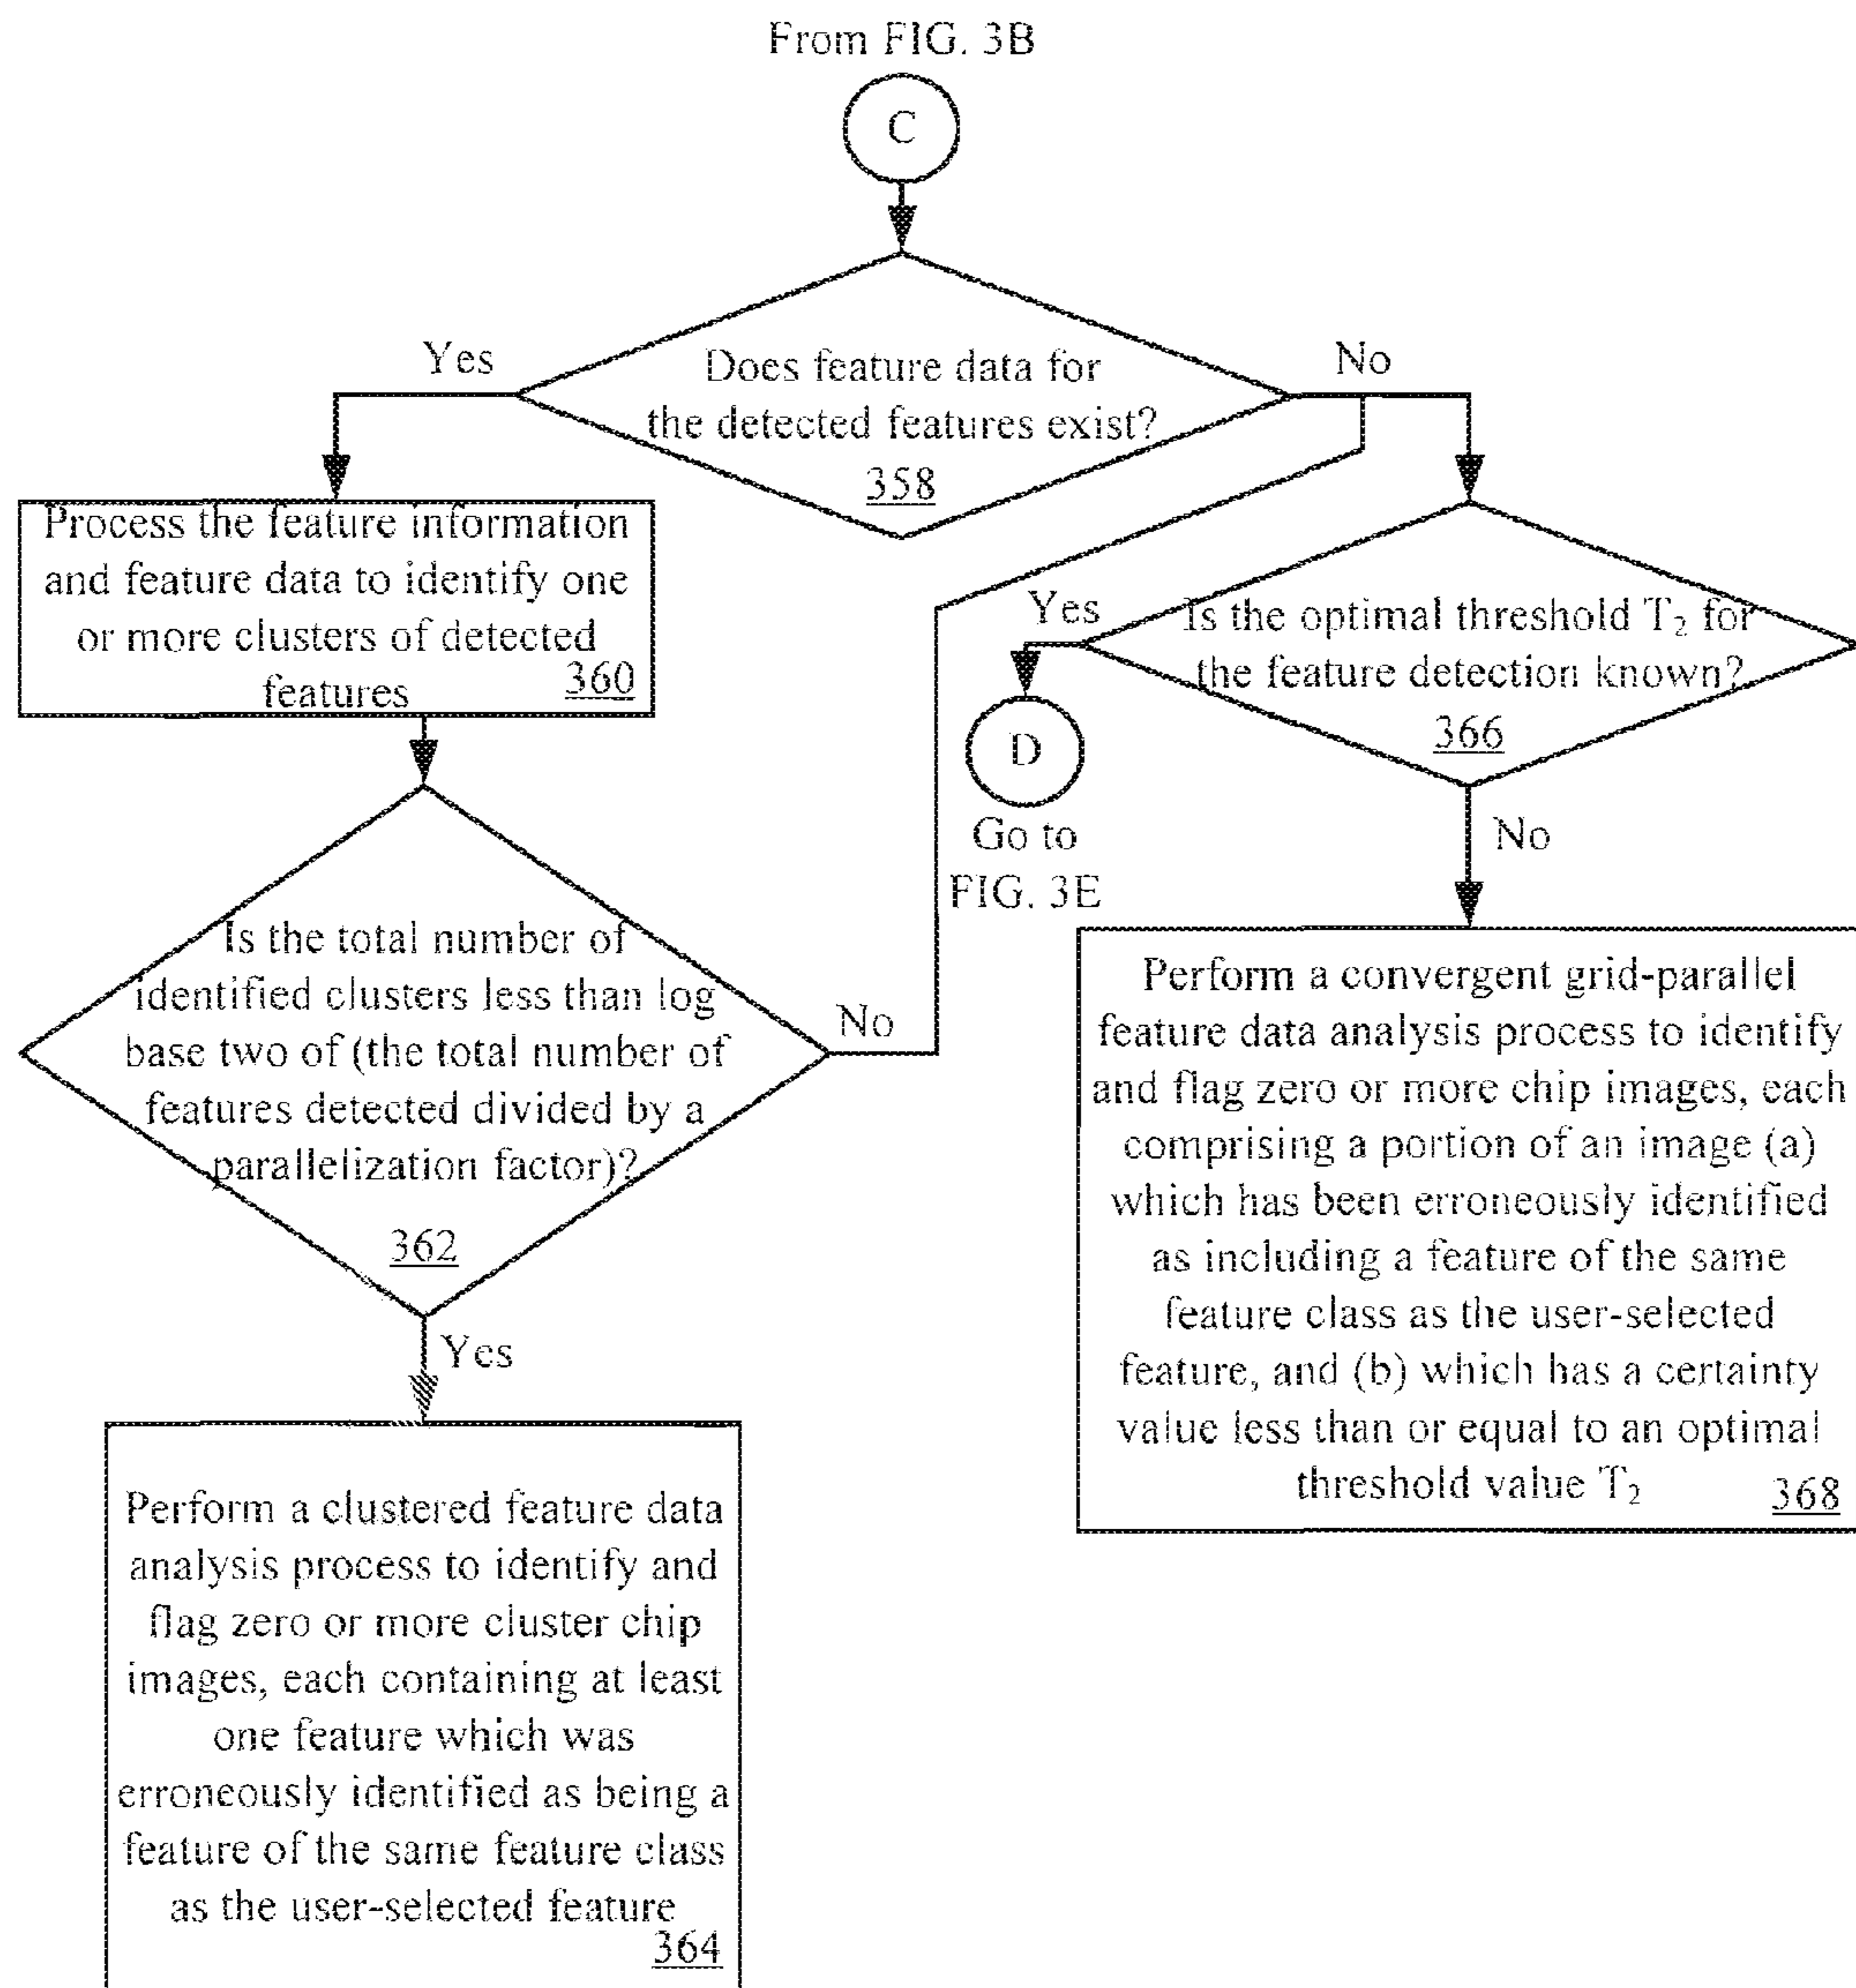 From FIG. 3B
C
Yes
Does feature data for
the detected features exist?
358
No
Process the feature information
and feature data to identify one
or more clusters of detected
features
360
Yes
Is the optimal threshold T₂ for
the feature detection known?
366
D
Go to
FIG. 3E
No
Is the total number of
identified clusters less than log
base two of (the total number of
features detected divided by a
parallelization factor)?
362
No
Yes
Perform a convergent grid-parallel
feature data analysis process to identify
and flag zero or more chip images, each
comprising a portion of an image (a)
which has been erroneously identified
as including a feature of the same
feature class as the user-selected
feature, and (b) which has a certainty
value less than or equal to an optimal
threshold value T₂
368
Perform a clustered feature data
analysis process to identify and
flag zero or more cluster chip
images, each containing at least
one feature which was
erroneously identified as being a
feature of the same feature class
as the user-selected feature
364